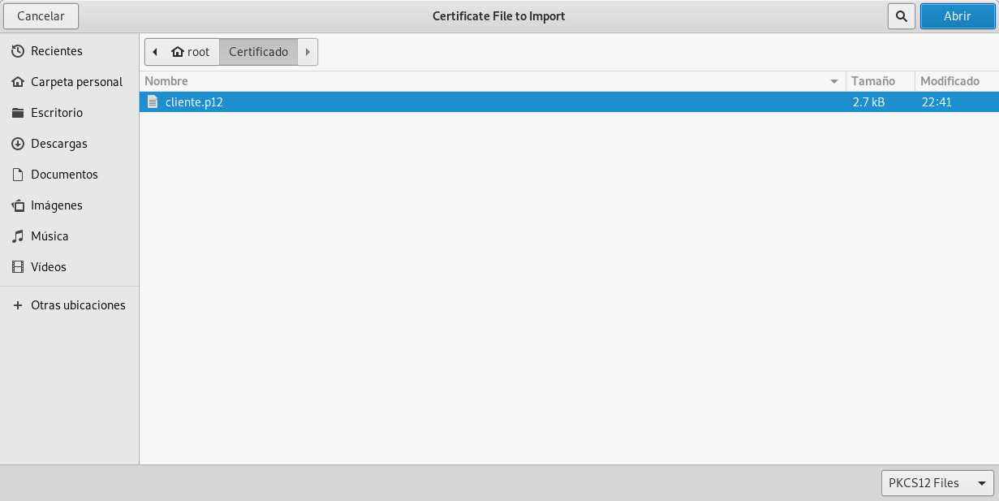 Cancelar
Certificate File to Import
Abrir
Recientes
Carpeta personal
Escritorio
Descargas
Documentos
Imágenes
Música
Vídeos
Otras ubicaciones
root
Certificado
Nombre Tamaño Modificado
cliente.p12 2.7 kB 22:41
PKCS12 Files